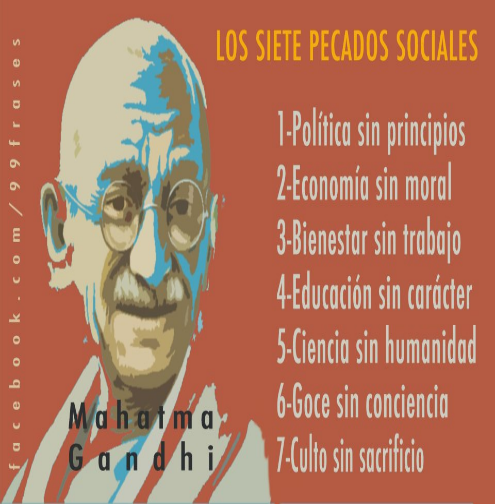 LOS SIETE PECADOS SOCIALES
1-Política sin principios
2-Economía sin moral
3-Bienestar sin trabajo
4-Educación sin carácter
5-Ciencia sin humanidad
6-Goce sin conciencia
7-Culto sin sacrificio
Mahatma
Gandhi
facebook.com/99frases